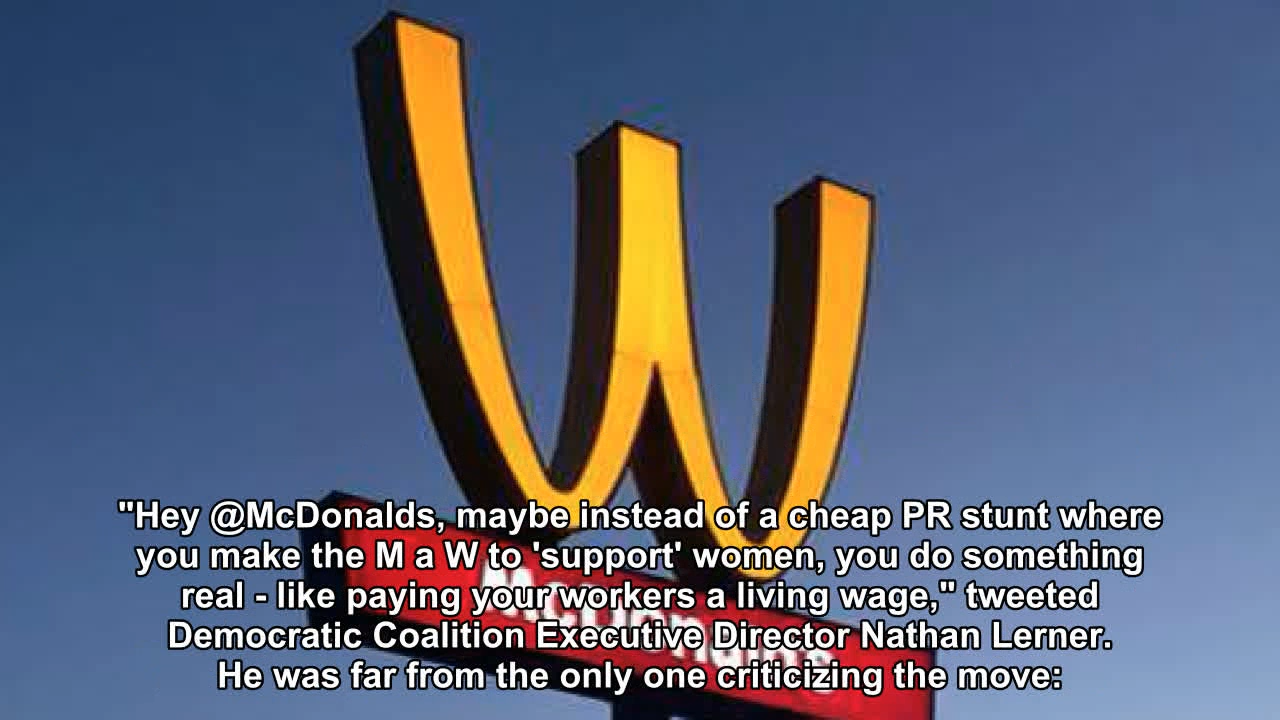 "Hey @McDonalds, maybe instead of a cheap PR stunt where
you make the M a W to 'support' women, you do something
real - like paying your workers a living wage," tweeted
Democratic Coalition Executive Director Nathan Lerner.
He was far from the only one criticizing the move: